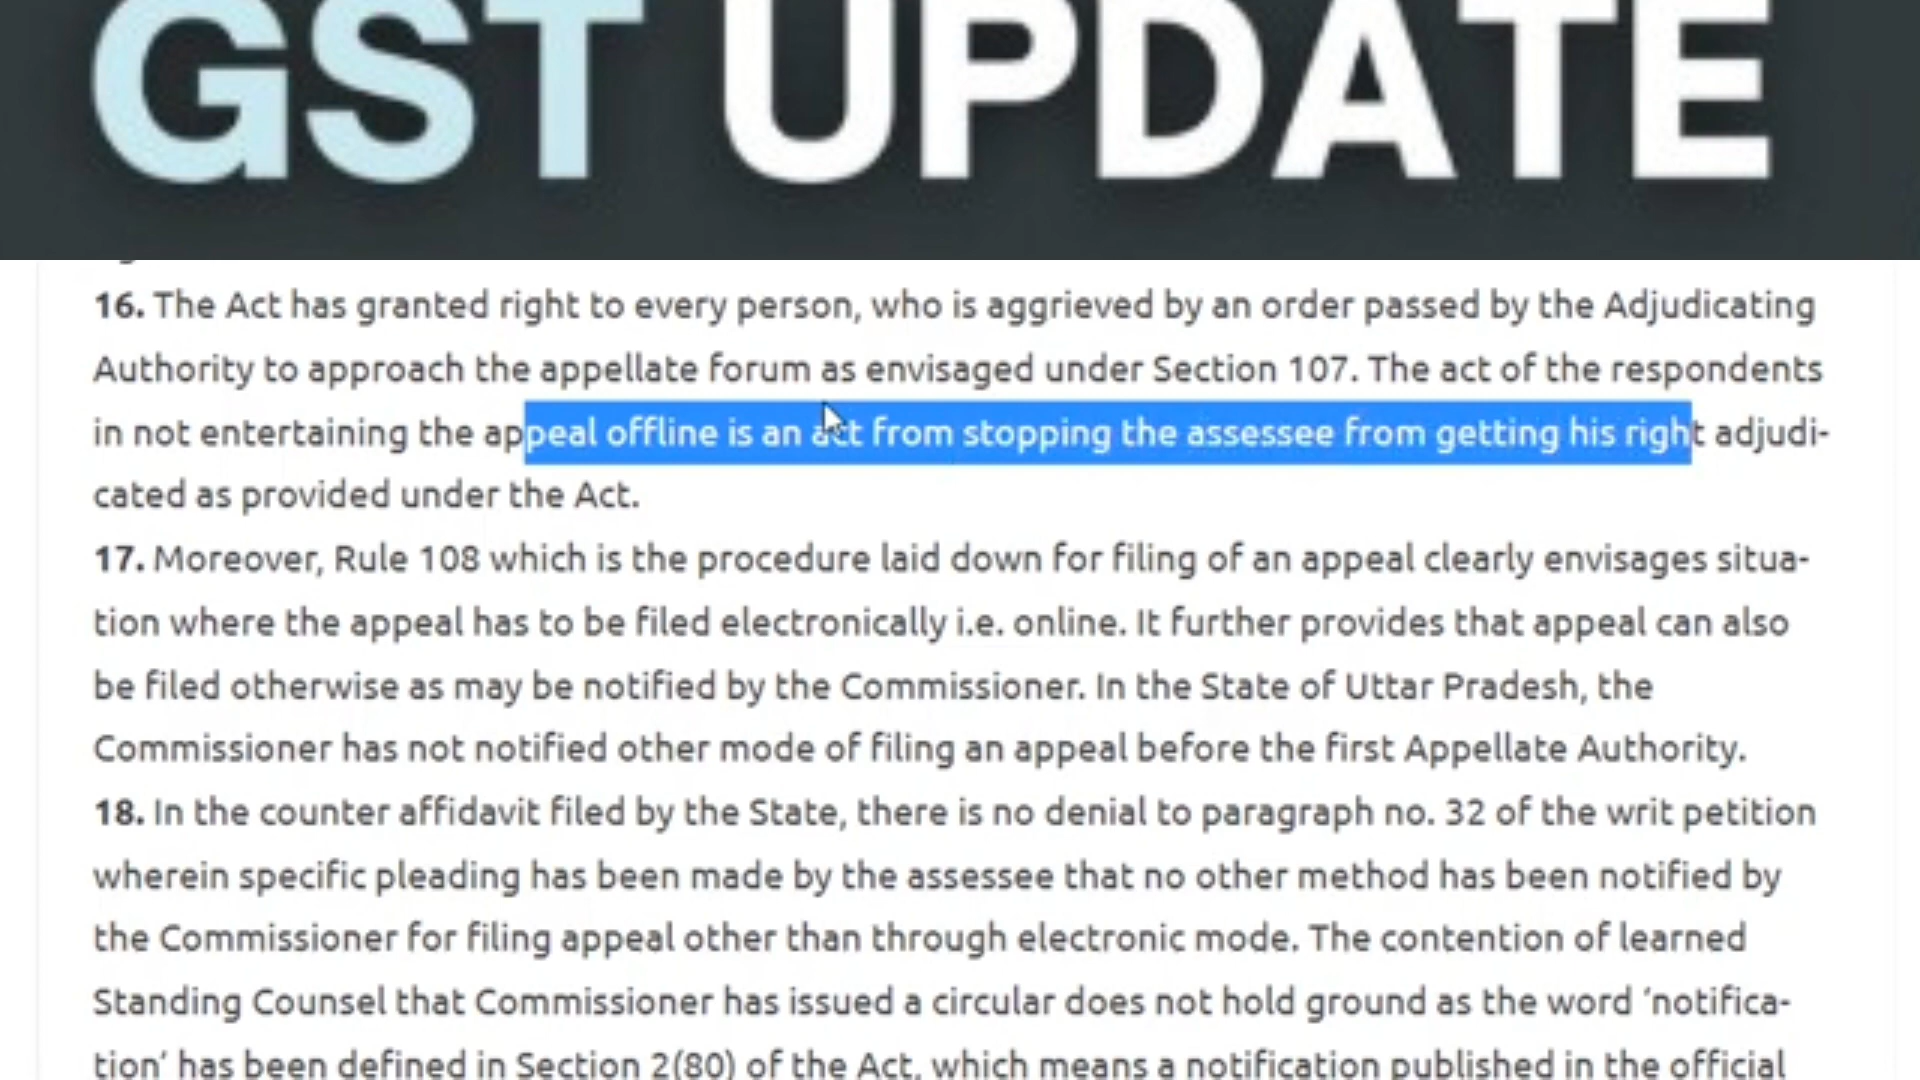 GST UPDATE
16. The Act has granted right to every person, who is aggrieved by an order passed by the Adjudicating
Authority to approach the appellate forum as envisaged under Section 107. The act of the respondents
in not entertaining the appeal offline is an act from stopping the assessee from getting his right adjudi-
cated as provided under the Act.
17. Moreover, Rule 108 which is the procedure laid down for filing of an appeal clearly envisages situa-
tion where the appeal has to be filed electronically i.e. online. It further provides that appeal can also
be filed otherwise as may be notified by the Commissioner. In the State of Uttar Pradesh, the
Commissioner has not notified other mode of filing an appeal before the first Appellate Authority.
18. In the counter affidavit filed by the State, there is no denial to paragraph no. 32 of the writ petition
wherein specific pleading has been made by the assessee that no other method has been notified by
the Commissioner for filing appeal other than through electronic mode. The contention of learned
Standing Counsel that Commissioner has issued a circular does not hold ground as the word ‘notifica-
tion’ has been defined in Section 2(80) of the Act, which means a notification published in the official